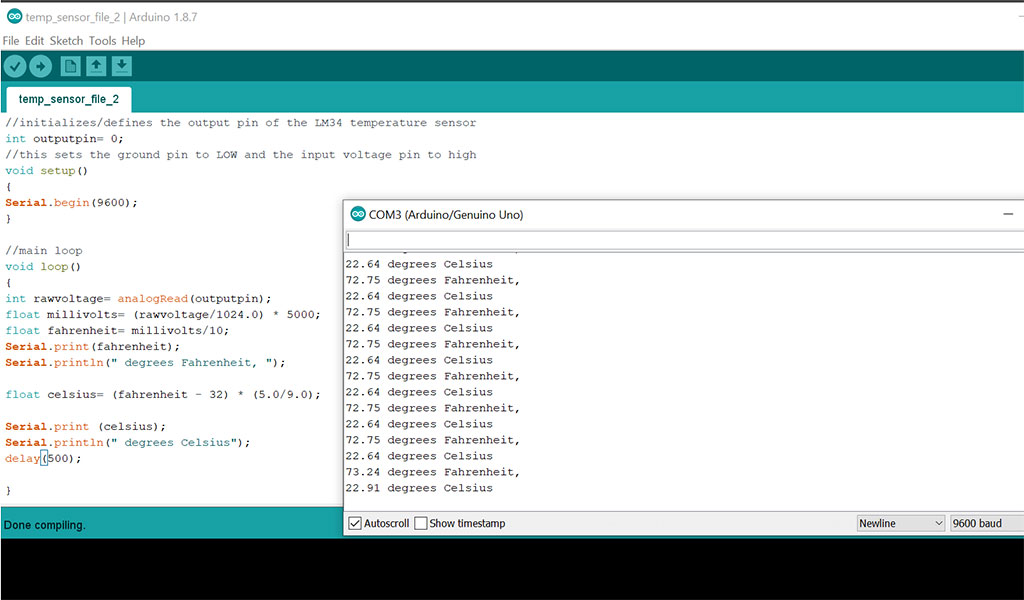 temp_sensor_file_2 | Arduino 1.8.7
File Edit Sketch Tools Help
temp_sensor_file_2
//initializes/defines the output pin of the LM34 temperature sensor
int outputpin= 0;
//this sets the ground pin to LOW and the input voltage pin to high
void setup()
{
Serial.begin(9600);
}
//main loop
void loop()
{
int rawvoltage= analogRead(outputpin);
float millivolts= (rawvoltage/1024.0) * 5000;
float fahrenheit= millivolts/10;
Serial.print(fahrenheit);
Serial.println(" degrees Fahrenheit, ");
float celsius= (fahrenheit - 32) * (5.0/9.0);
Serial.print (celsius);
Serial.println(" degrees Celsius");
delay(500);
}
Done compiling.
COM3 (Arduino/Genuino Uno)
22.64 degrees Celsius
72.75 degrees Fahrenheit,
22.64 degrees Celsius
72.75 degrees Fahrenheit,
22.64 degrees Celsius
72.75 degrees Fahrenheit,
22.64 degrees Celsius
72.75 degrees Fahrenheit,
22.64 degrees Celsius
72.75 degrees Fahrenheit,
22.64 degrees Celsius
72.75 degrees Fahrenheit,
22.64 degrees Celsius
73.24 degrees Fahrenheit,
22.91 degrees Celsius
Autoscroll Show timestamp
Newline
9600 baud